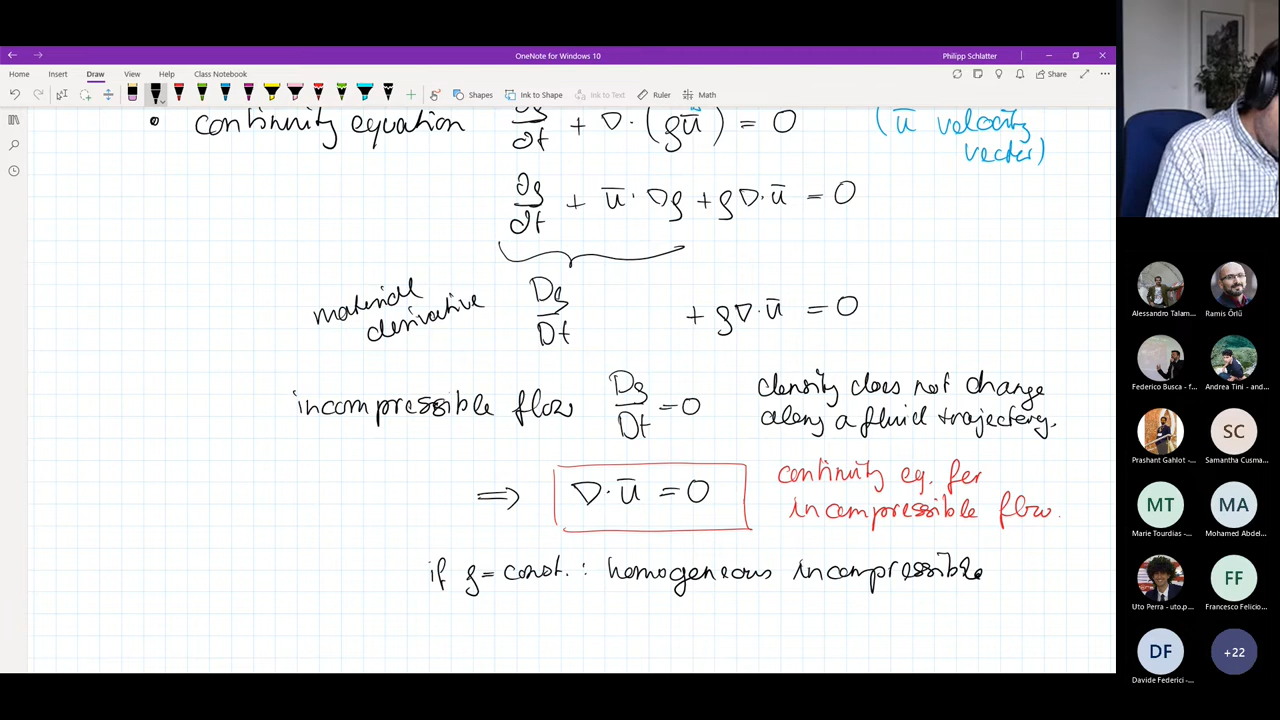 OneNote for Windows 10
Philipp Schlatter
Home Insert Draw View Help Class Notebook
Share
Shapes Ink to Shape Ink to Text Ruler Math
• continuity equation ∂ρ/∂t + ∇·(ρū) = 0 (ū velocity
vector)
∂ρ/∂t + ū·∇ρ + ρ∇·ū = 0
material
derivative Dρ/Dt + ρ∇·ū = 0
incompressible flow Dρ/Dt = 0 density does not change
along a fluid trajectory.
⟹ ∇·ū = 0 continuity eq. for
incompressible flow.
if ρ = const. : homogeneous incompressible
Alessandro Talam...
Ramis Örlü
Federico Busca - f...
Andrea Tini - and...
Prashant Gahlot -...
SC
Samantha Cusma...
MT
Marie Tourdias -...
MA
Mohamed Abdel...
Uto Perra - uto.p...
FF
Francesco Felicio...
DF
Davide Federici -...
+22